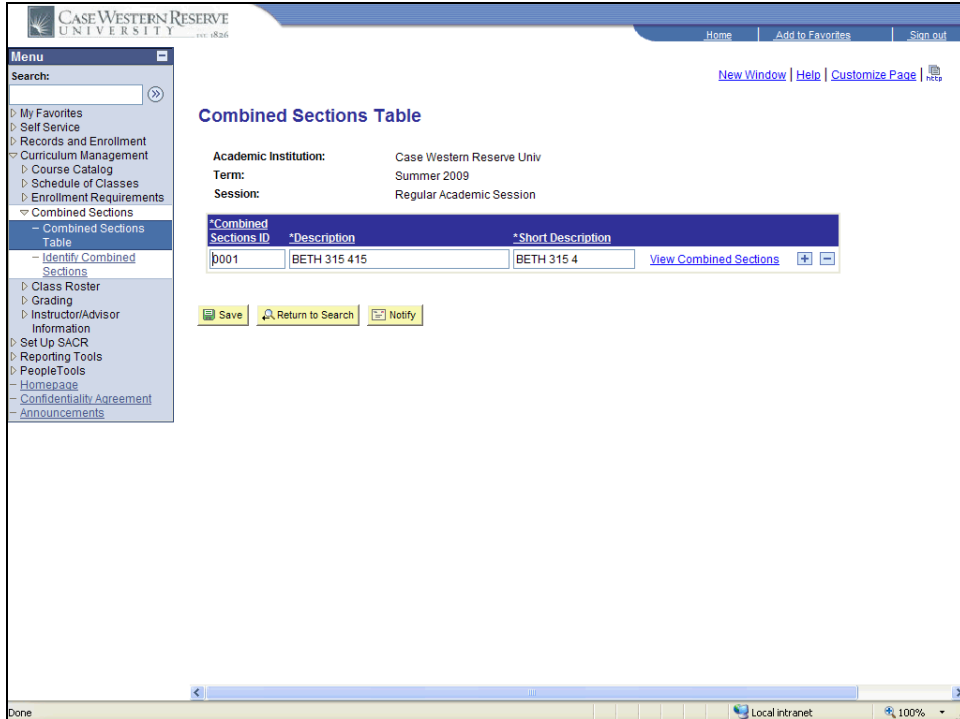 CASE WESTERN RESERVE
UNIVERSITY EST. 1826
Home Add to Favorites Sign out
Menu
Search:
New Window | Help | Customize Page | http
My Favorites
Self Service
Records and Enrollment
Curriculum Management
Course Catalog
Schedule of Classes
Enrollment Requirements
Combined Sections
– Combined Sections
Table
– Identify Combined
Sections
Class Roster
Grading
Instructor/Advisor
Information
Set Up SACR
Reporting Tools
PeopleTools
– Homepage
– Confidentiality Agreement
– Announcements
Combined Sections Table
Academic Institution: Case Western Reserve Univ
Term: Summer 2009
Session: Regular Academic Session
*Combined
Sections ID *Description *Short Description
0001 BETH 315 415 BETH 315 4 View Combined Sections
Save Return to Search Notify
Done Local intranet 100%